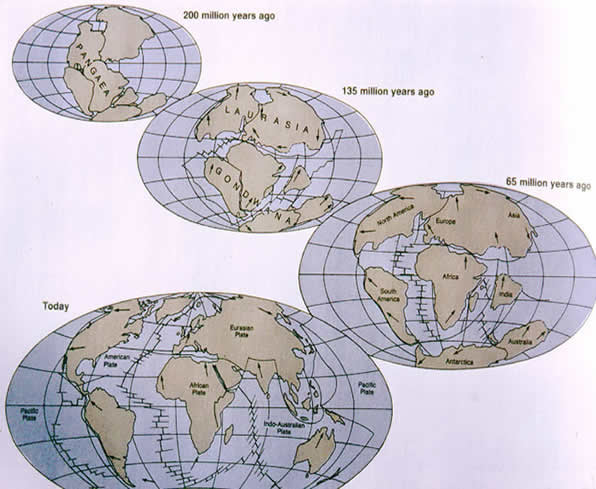 200 million years ago
PANGAEA
135 million years ago
LAURASIA
GONDWANA
65 million years ago
North America
Europe
Asia
Africa
South
America
India
Australia
Antarctica
Today
Eurasian
Plate
American
Plate
African
Plate
Pacific
Plate
Pacific
Plate
Indo-Australian
Plate